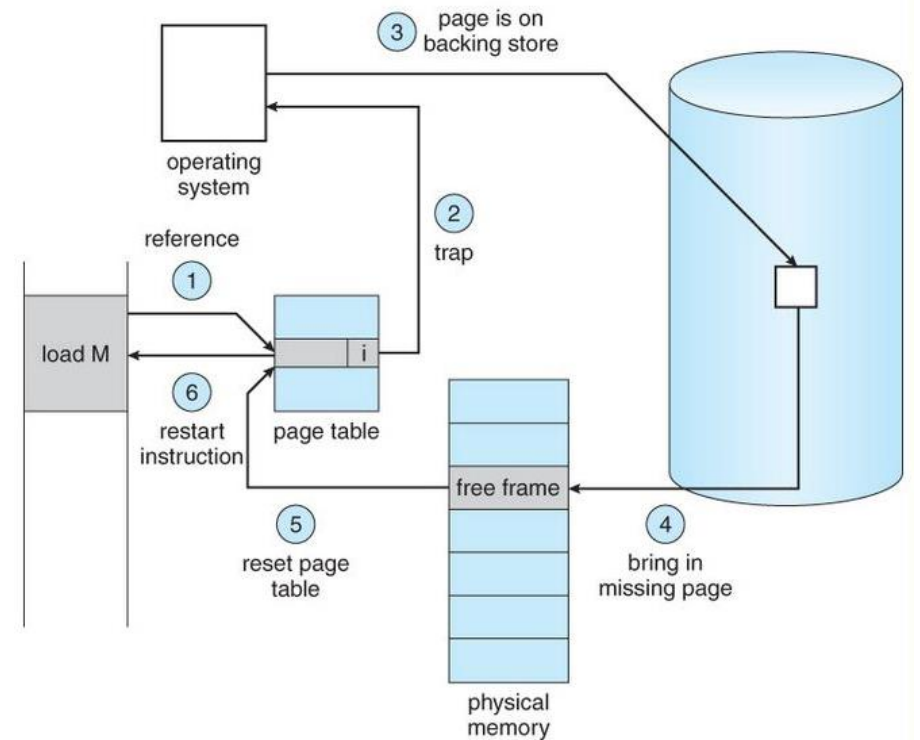 3
page is on
backing store
operating
system
2
trap
reference
1
load M
i
6
restart
instruction
page table
free frame
5
reset page
table
4
bring in
missing page
physical
memory